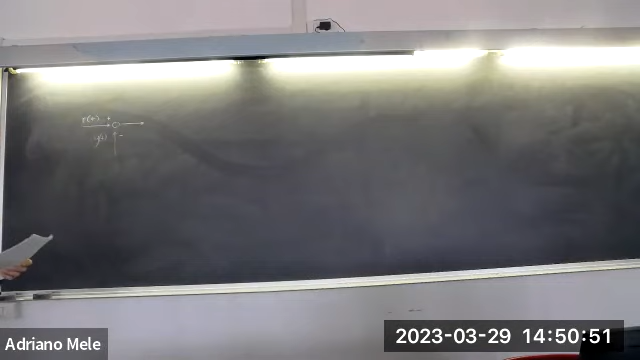 r(t) +
y(t) -
Adriano Mele
2023-03-29 14:50:51